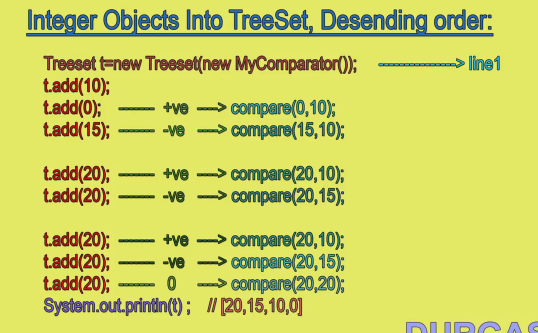 Integer Objects Into TreeSet, Desending order:
Treeset t=new Treeset(new MyComparator()); --------------> line1
t.add(10);
t.add(0); ------ +ve ---> compare(0,10);
t.add(15); ------ -ve ---> compare(15,10);
t.add(20); ------ +ve ---> compare(20,10);
t.add(20); ------ -ve ---> compare(20,15);
t.add(20); ------ +ve ---> compare(20,10);
t.add(20); ------ -ve ---> compare(20,15);
t.add(20); ------ 0 ---> compare(20,20);
System.out.println(t) ; // [20,15,10,0]